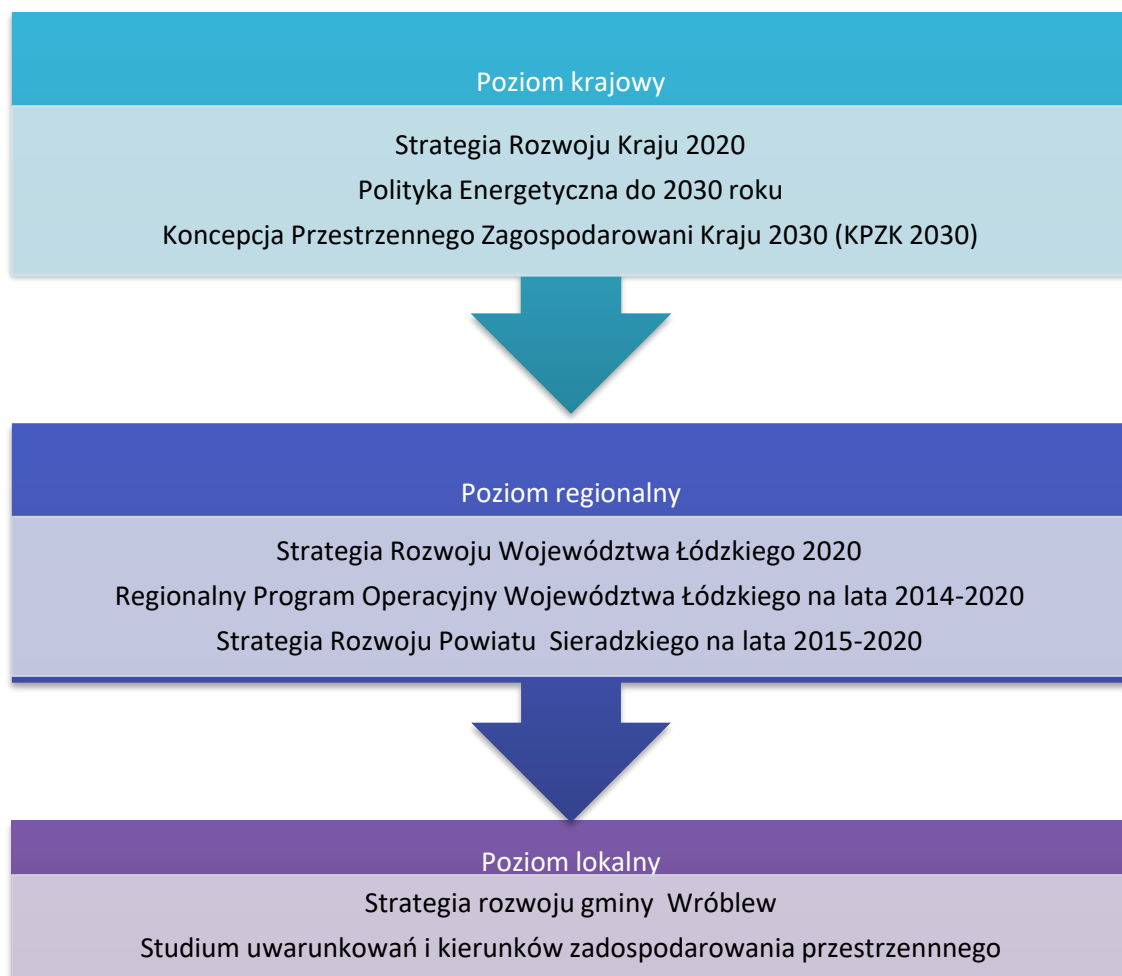 Poziom krajowy
Strategia Rozwoju Kraju 2020
Polityka Energetyczna do 2030 roku
Koncepcja Przestrzennego Zagospodarowani Kraju 2030 (KPZK 2030)
Poziom regionalny
Strategia Rozwoju Województwa Łódzkiego 2020
Regionalny Program Operacyjny Województwa Łódzkiego na lata 2014-2020
Strategia Rozwoju Powiatu  Sieradzkiego na lata 2015-2020
Poziom lokalny
Strategia rozwoju gminy  Wróblew
Studium uwarunkowań i kierunków zadospodarowania przestrzennnego